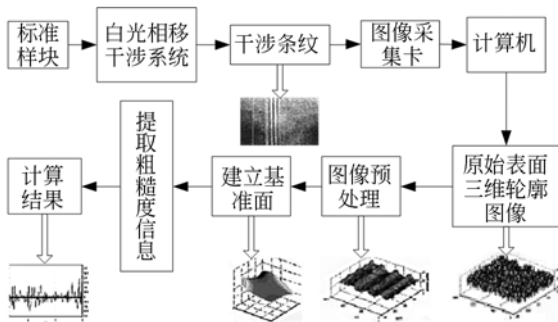 标准
样块
白光相移
干涉系统
干涉条纹
图像采
集卡
计算机
原始表面
三维轮廓
图像
图像预
处理
建立基
准面
提取粗糙度信息
计算
结果